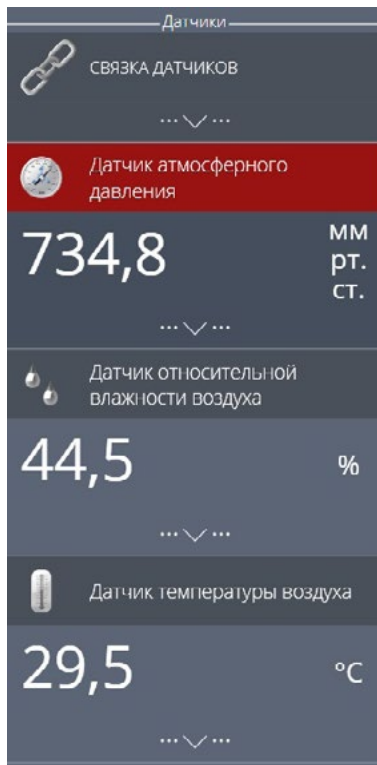 Датчики
СВЯЗКА ДАТЧИКОВ
Датчик атмосферного
давления
734,8
мм
рт.
ст.
Датчик относительной
влажности воздуха
44,5
%
Датчик температуры воздуха
29,5
°C